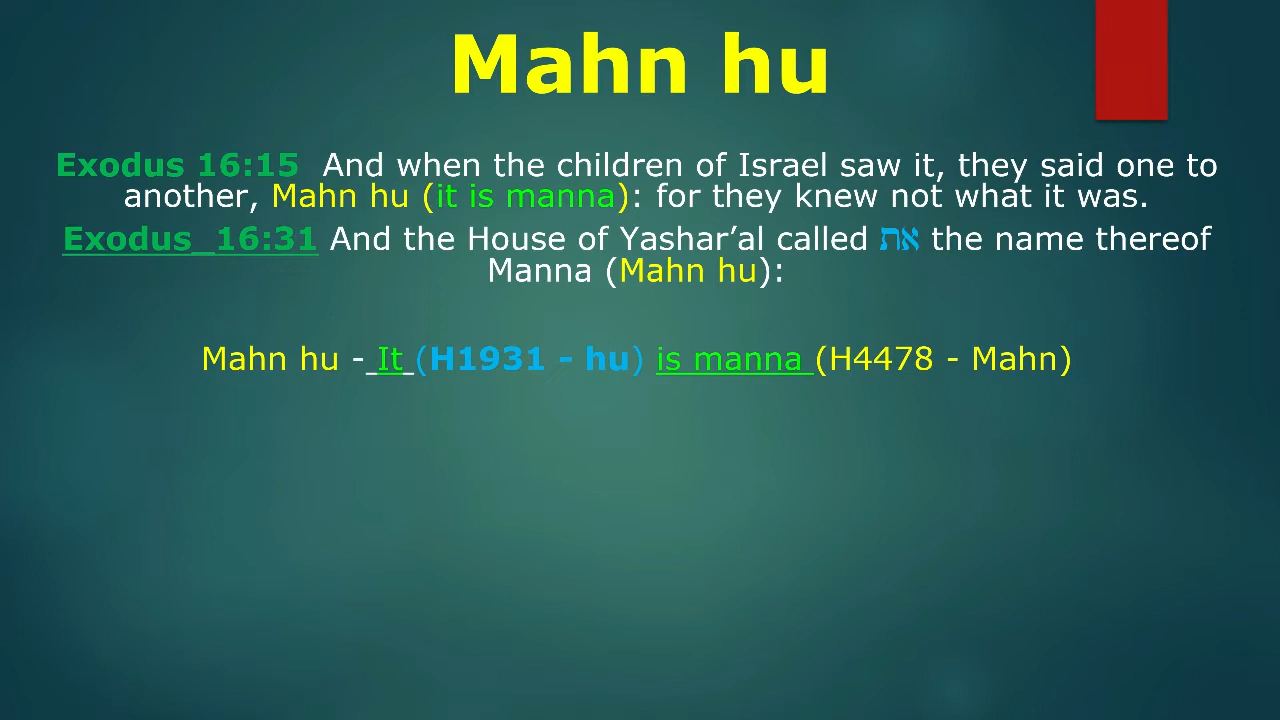 Mahn hu
Exodus 16:15 And when the children of Israel saw it, they said one to
another, Mahn hu (it is manna): for they knew not what it was.
Exodus_16:31 And the House of Yashar’al called את the name thereof
Manna (Mahn hu):
Mahn hu - It (H1931 - hu) is manna (H4478 - Mahn)